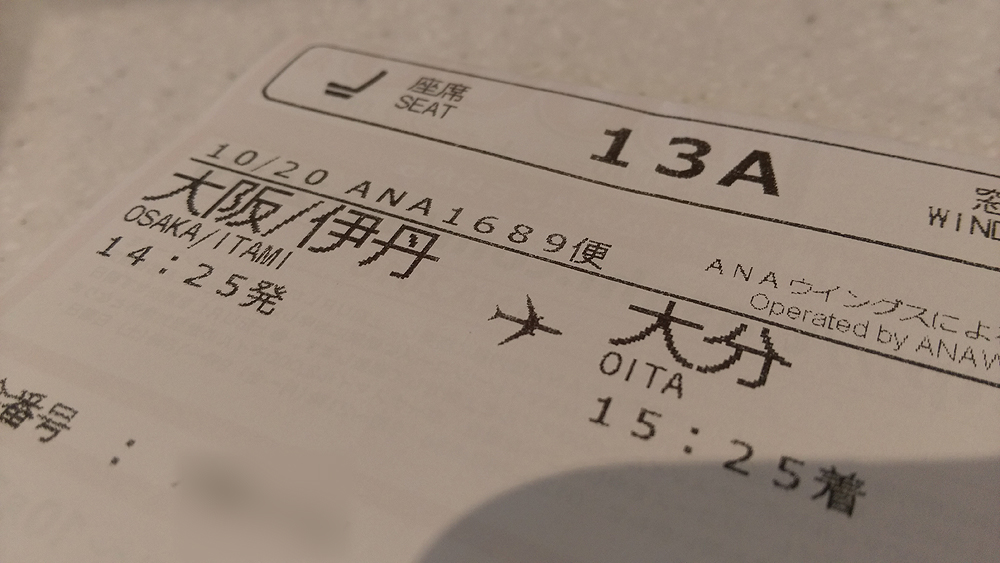 座席
SEAT
13A
窓
WIND
10/20 ANA1689便
ANAウイングスによ
Operated by ANAW
大阪/伊丹
OSAKA/ITAMI
14:25発
大分
OITA
15:25着
番号 :